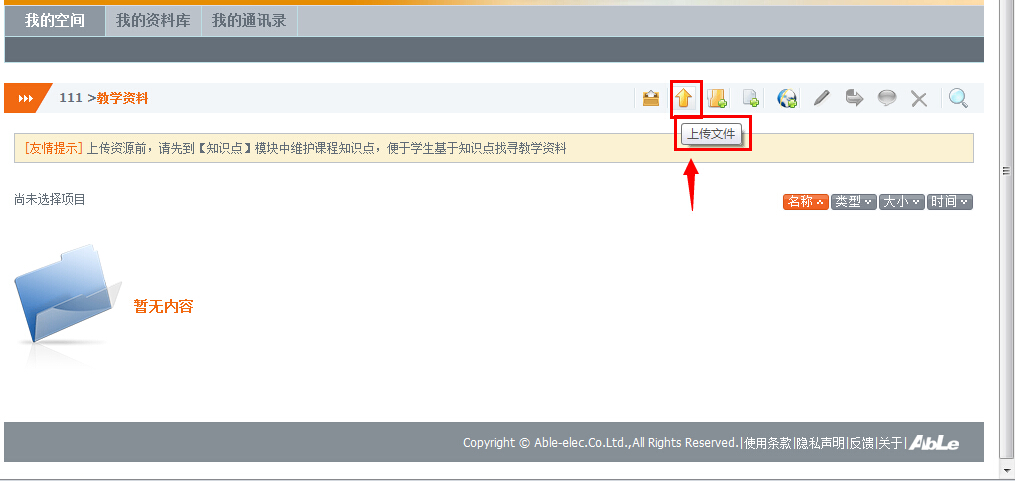 我的空间 我的资料库 我的通讯录
111 >教学资料
上传文件
[友情提示] 上传资源前，请先到【知识点】模块中维护课程知识点，便于学生基于知识点找寻教学资料
尚未选择项目 名称 类型 大小 时间
暂无内容
Copyright © Able-elec.Co.Ltd.,All Rights Reserved.|使用条款|隐私声明|反馈|关于| AbLe